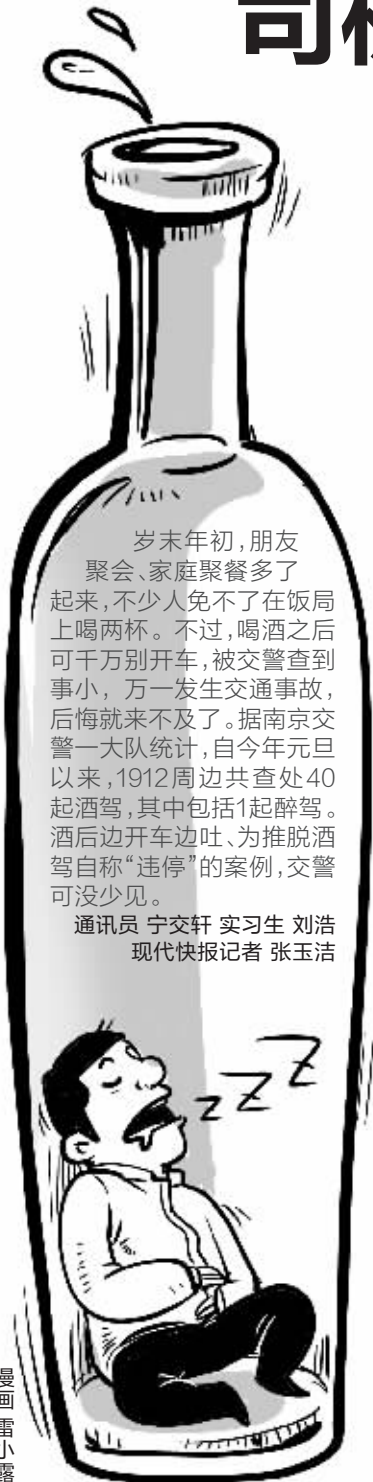 岁末年初，朋友
聚会、家庭聚餐多了
起来，不少人免不了在饭局
上喝两杯。不过，喝酒之后
可千万别开车，被交警查到
事小，万一发生交通事故，
后悔就来不及了。据南京交
警一大队统计，自今年元旦
以来，1912周边共查处40
起酒驾，其中包括1起醉驾。
酒后边开车边吐、为推脱酒
驾自称“违停”的案例，交警
可没少见。
通讯员 宁交轩 实习生 刘浩
现代快报记者 张玉洁
z Z Z
漫画 雷小露